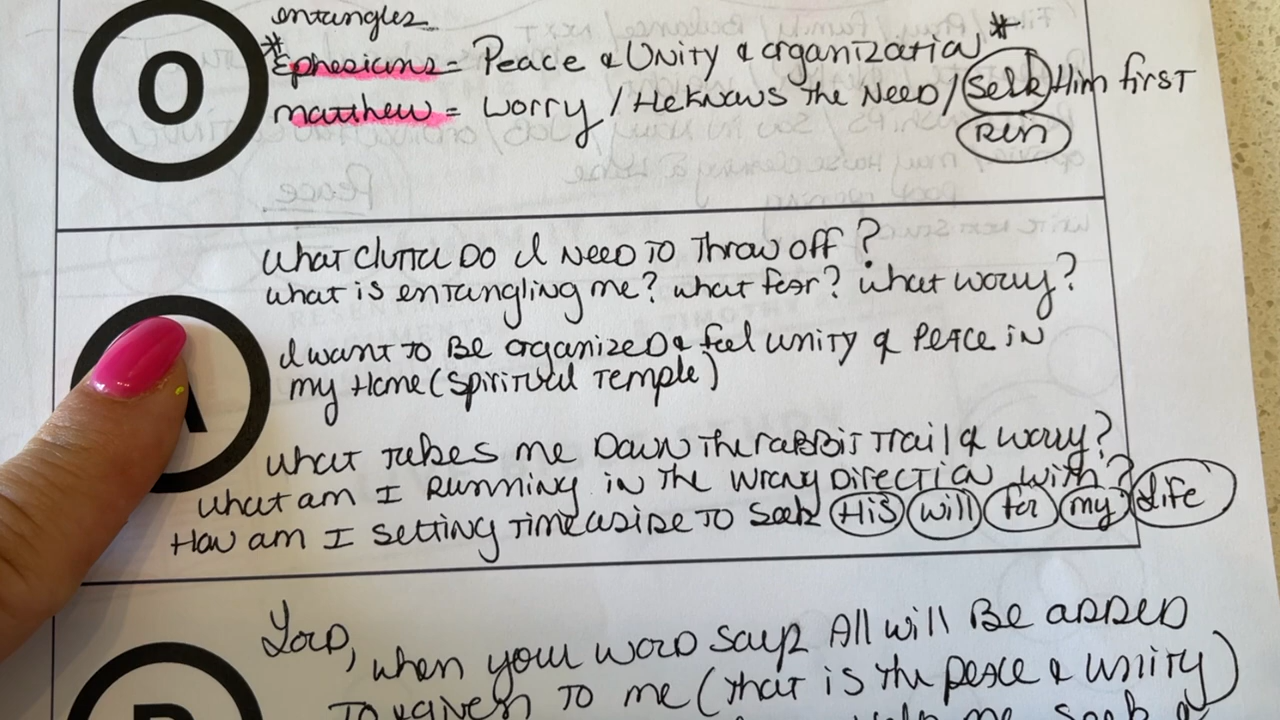 O
entangles
*Ephesians = Peace & Unity & organization *
matthew = Worry / He Knows The Need / Seek Him first
Run
What Clutter Do I Need To Throw off?
what is entangling me? what fear? what worry?
I want to Be organized & feel unity & Peace in
my Home (Spiritual Temple)
What Takes me Down The raBBit Trail & worry?
what am I Running in The Wrong Direction with?
How am I setting Time aside To Seek His will for my Life
Lord, when your word says All will Be added
To
To me (that is the peace & unity)
me seek